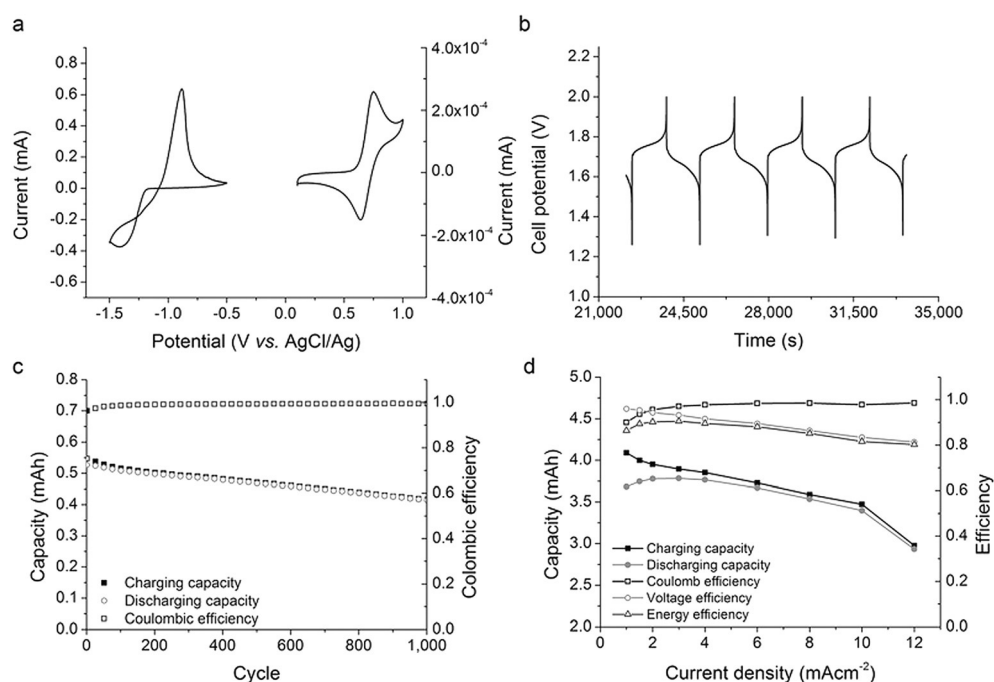 a
Current (mA)
0.8
0.6
0.4
0.2
0.0
-0.2
-0.4
-0.6
4.0x10-4
2.0x10-4
0.0
-2.0x10-4
-4.0x10-4
Current (mA)
-1.5
-1.0
-0.5
0.0
0.5
1.0
Potential (V vs. AgCl/Ag)
b
Cell potential (V)
2.2
2.0
1.8
1.6
1.4
1.2
1.0
21,000
24,500
28,000
31,500
35,000
Time (s)
c
Capacity (mAh)
0.8
0.7
0.6
0.5
0.4
0.3
0.2
0.1
0.0
1.0
0.8
0.6
0.4
0.2
0.0
Colombic efficiency
Charging capacity
Discharging capacity
Coulombic efficiency
0
200
400
600
800
1,000
Cycle
d
Capacity (mAh)
5.0
4.5
4.0
3.5
3.0
2.5
2.0
1.0
0.8
0.6
0.4
0.2
0.0
Efficiency
Charging capacity
Discharging capacity
Coulomb efficiency
Voltage efficiency
Energy efficiency
0
2
4
6
8
10
12
Current density (mAcm-2)